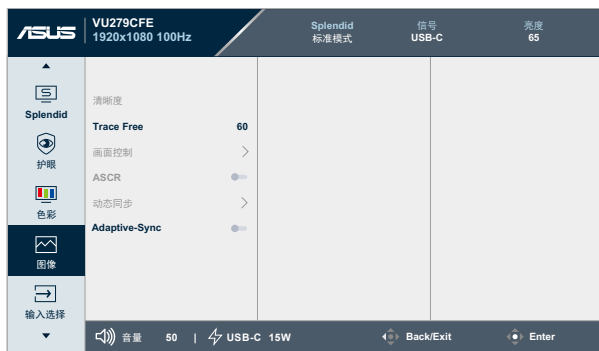 ASUS
VU279CFE
1920x1080 100Hz
Splendid
标准模式
信号
USB-C
亮度
65
Splendid
护眼
色彩
图像
输入选择
清晰度
Trace Free 60
画面控制
ASCR
动态同步
Adaptive-Sync
音量 50 | USB-C 15W
Back/Exit
Enter